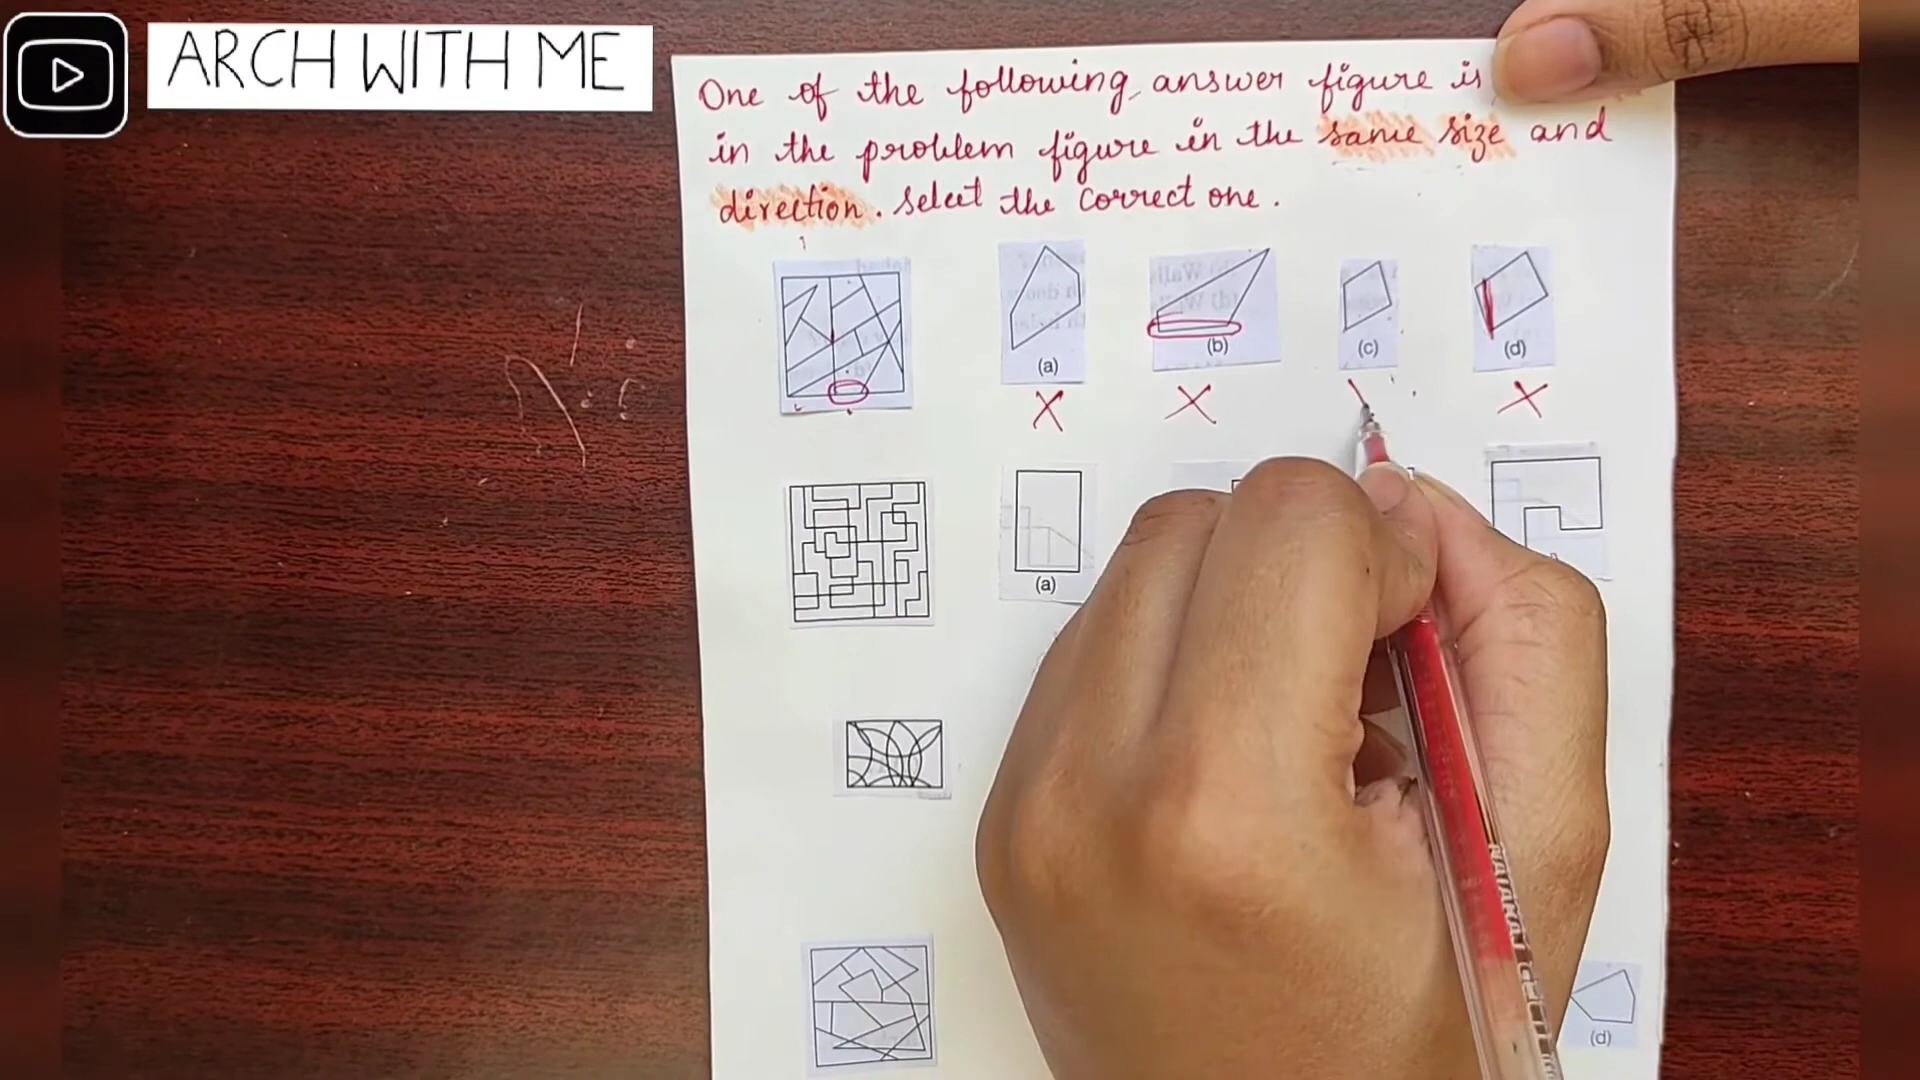 ARCH WITH ME
One of the following answer figure is
in the problem figure in the same size and
direction. Select the correct one.
(a)
(b)
(c)
(d)
(a)
(d)